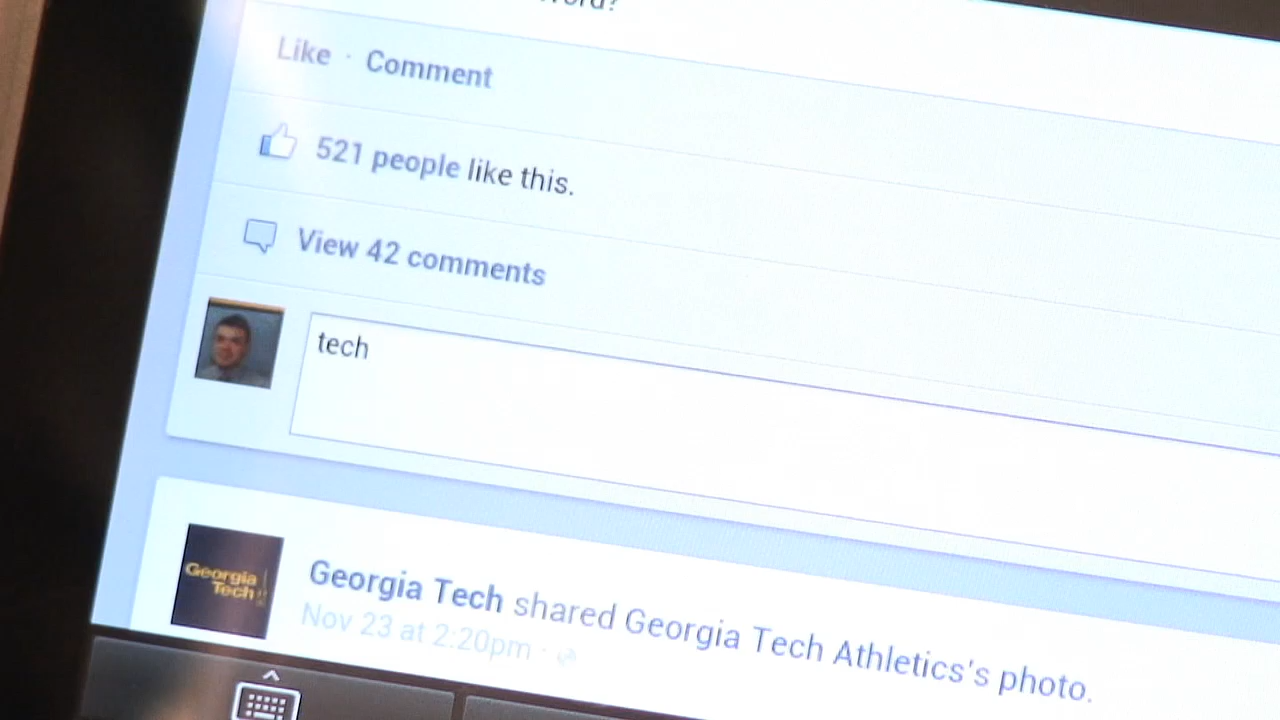 Like · Comment
521 people like this.
View 42 comments
tech
Georgia
Tech
Georgia Tech shared Georgia Tech Athletics's photo.
Nov 23 at 2:20pm ·